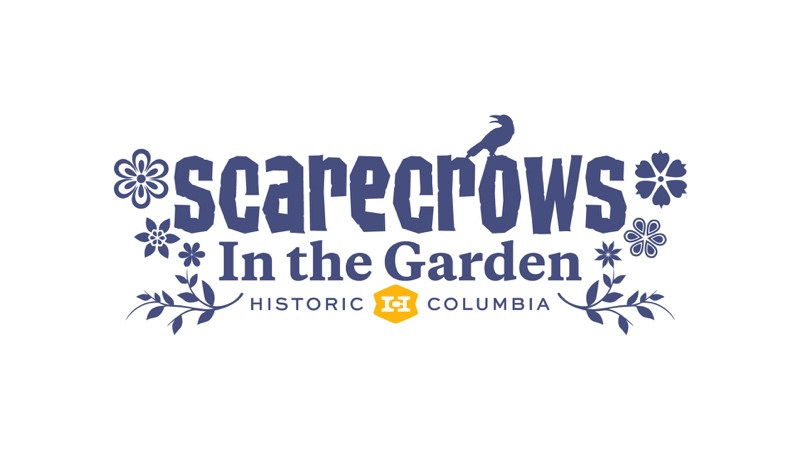 scarecrows
In the Garden
HISTORIC HC COLUMBIA